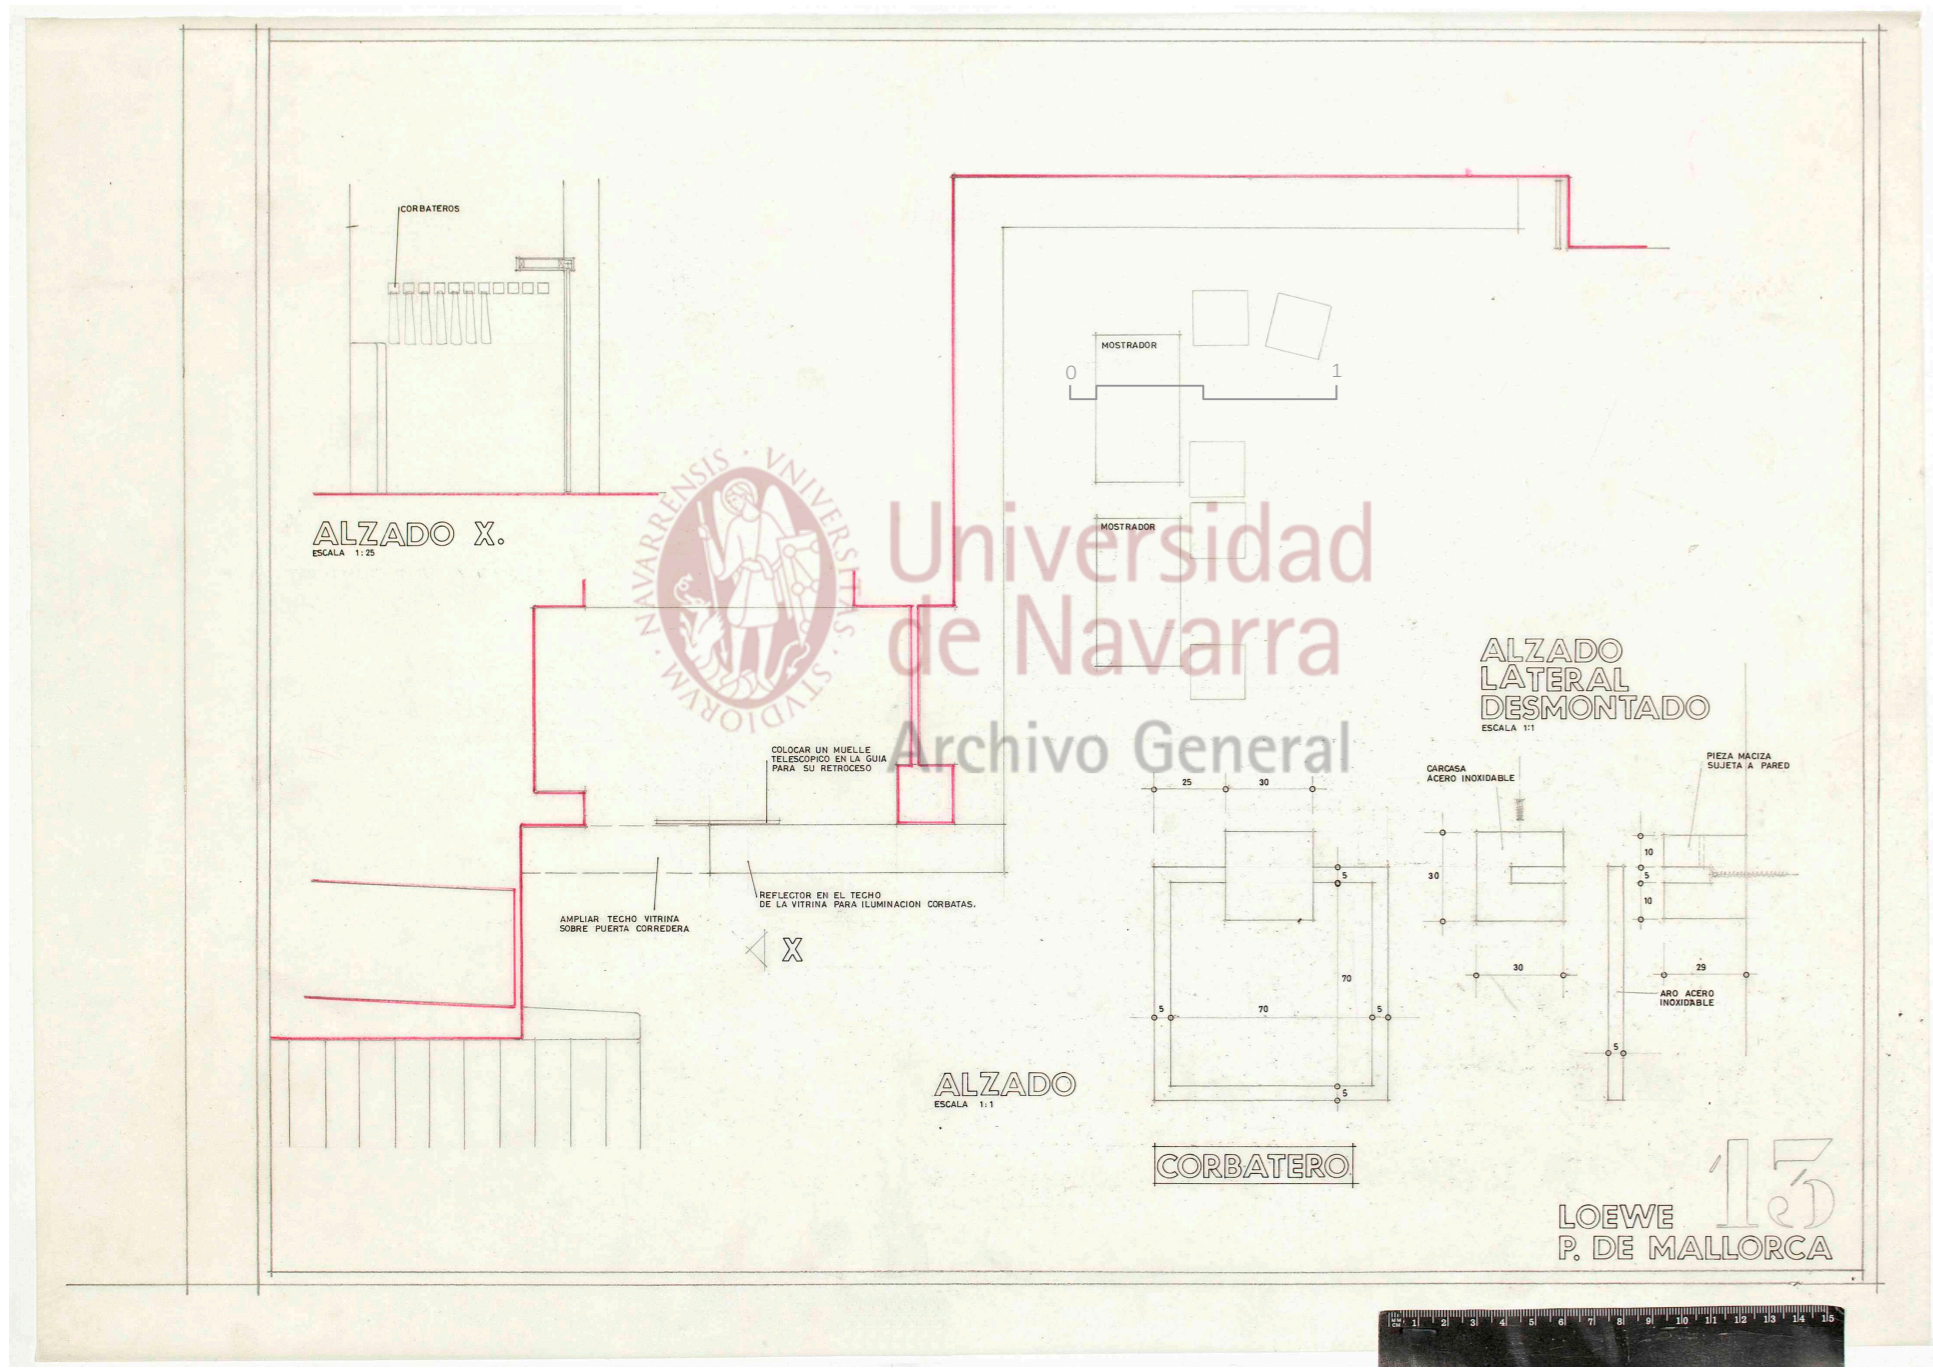 CORBATEROS
ALZADO X.
ESCALA 1:25
MOSTRADOR
0 1
MOSTRADOR
NAVARRENSIS · VNIVERSITAS · STVDIORVM ·
Universidad
de Navarra
Archivo General
COLOCAR UN MUELLE
TELESCOPICO EN LA GUIA
PARA SU RETROCESO
REFLECTOR EN EL TECHO
DE LA VITRINA PARA ILUMINACION CORBATAS.
AMPLIAR TECHO VITRINA
SOBRE PUERTA CORREDERA
X
ALZADO
LATERAL
DESMONTADO
ESCALA 1:1
CARCASA
ACERO INOXIDABLE
PIEZA MACIZA
SUJETA A PARED
25 30
5
70
5 70 5
5
30
30
10
5
10
29
ARO ACERO
INOXIDABLE
5
ALZADO
ESCALA 1:1
CORBATERO
13
LOEWE
P. DE MALLORCA
1 2 3 4 5 6 7 8 9 10 11 12 13 14 15